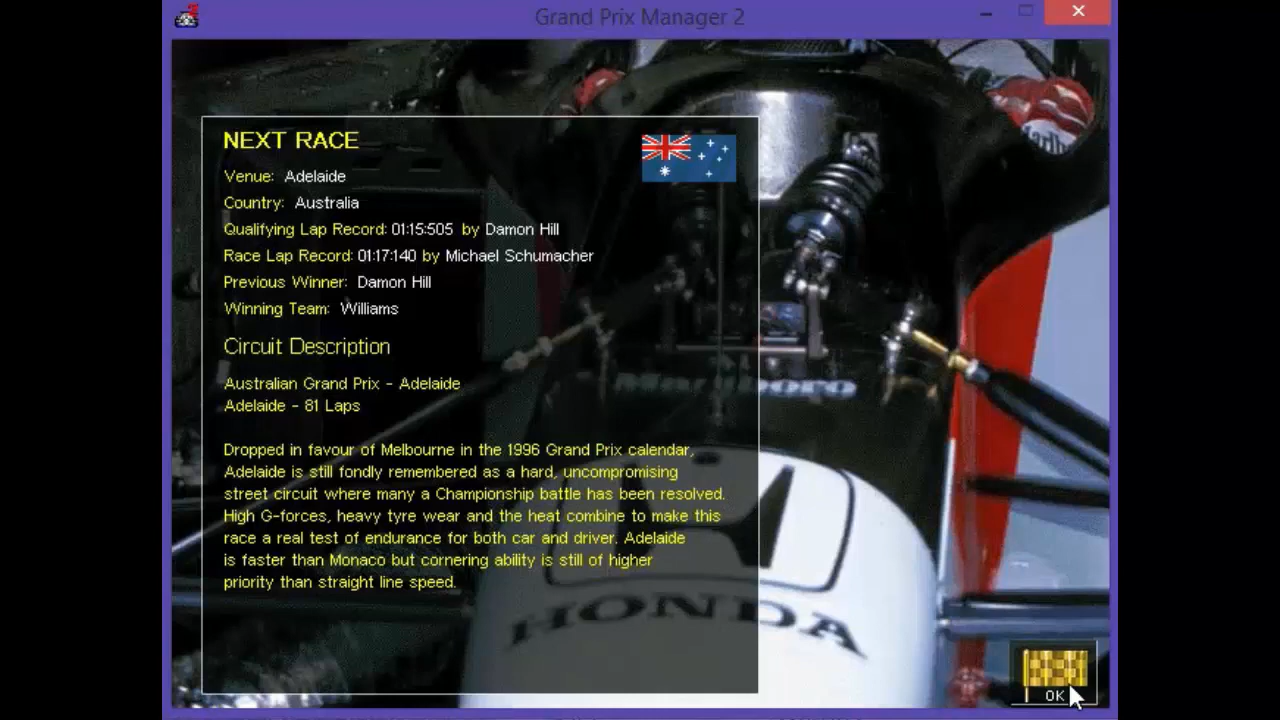 Grand Prix Manager 2
NEXT RACE
Venue: Adelaide
Country: Australia
Qualifying Lap Record: 01:15:505 by Damon Hill
Race Lap Record: 01:17:140 by Michael Schumacher
Previous Winner: Damon Hill
Winning Team: Williams
Circuit Description
Australian Grand Prix - Adelaide
Adelaide - 81 Laps
Dropped in favour of Melbourne in the 1996 Grand Prix calendar,
Adelaide is still fondly remembered as a hard, uncompromising
street circuit where many a Championship battle has been resolved.
High G-forces, heavy tyre wear and the heat combine to make this
race a real test of endurance for both car and driver. Adelaide
is faster than Monaco but cornering ability is still of higher
priority than straight line speed.
Marlboro
Marlboro
HONDA
OK